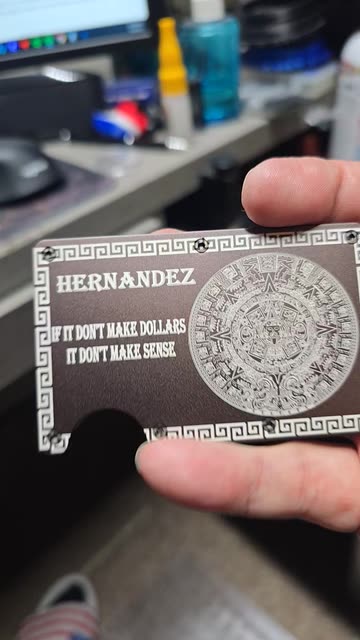 HERNANDEZ
IF IT DON'T MAKE DOLLARS
IT DON'T MAKE SENSE